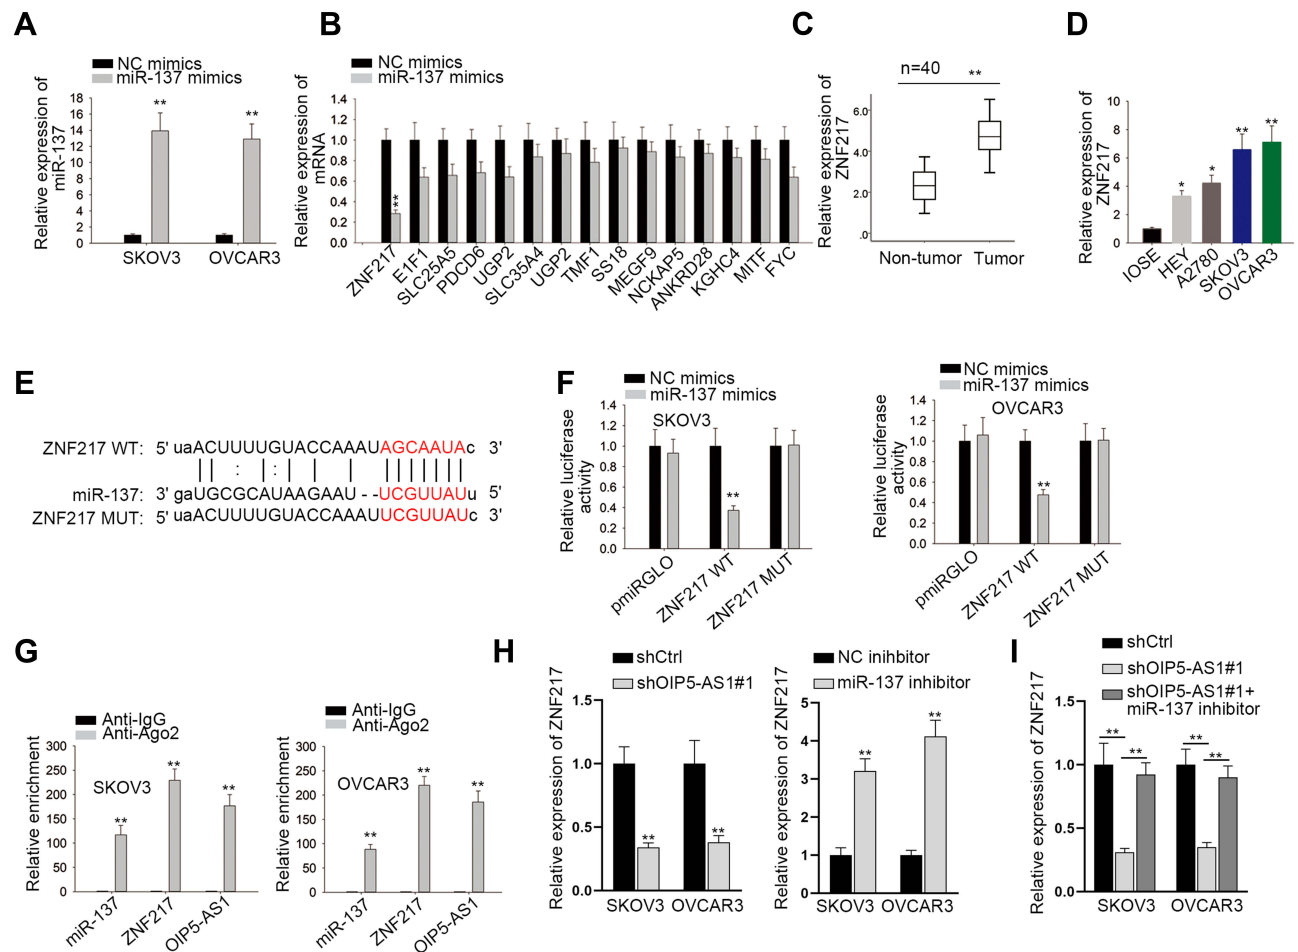 A
NC mimics
miR-137 mimics
Relative expression of
miR-137
18
16
14
12
10
8
6
4
2
0
**
**
SKOV3
OVCAR3
B
NC mimics
miR-137 mimics
Relative expression of
mRNA
1.4
1.2
1.0
0.8
0.6
0.4
0.2
0.0
**
ZNF217
E1F1
SLC25A5
PDCD6
UGP2
SLC35A4
UGP2
TMF1
SS18
MEGF9
NCKAP5
ANKRD28
KGHC4
MITF
FYC
C
n=40
**
Relative expression of
ZNF217
6.0
4.0
2.0
.0
Non-tumor
Tumor
D
Relative expression of
ZNF217
10
8
6
4
2
0
*
*
**
**
IOSE
HEY
A2780
SKOV3
OVCAR3
E
ZNF217 WT: 5' uaACUUUUGUACCAAAUAGCAAUAc 3'
miR-137: 3' gaUGCGCAUAAGAAU - -UCGUUAUu 5'
ZNF217 MUT: 5' uaACUUUUGUACCAAAUUCGUUAUc 3'
F
NC mimics
miR-137 mimics
SKOV3
Relative luciferase
activity
1.4
1.2
1.0
0.8
0.6
0.4
0.2
0.0
**
pmiRGLO
ZNF217 WT
ZNF217 MUT
NC mimics
miR-137 mimics
OVCAR3
Relative luciferase
activity
1.4
1.2
1.0
0.8
0.6
0.4
0.2
0.0
**
pmiRGLO
ZNF217 WT
ZNF217 MUT
G
Anti-IgG
Anti-Ago2
SKOV3
Relative enrichment
300
250
200
150
100
50
0
**
**
**
miR-137
ZNF217
OIP5-AS1
Anti-IgG
Anti-Ago2
OVCAR3
Relative enrichment
300
250
200
150
100
50
0
**
**
**
miR-137
ZNF217
OIP5-AS1
H
shCtrl
shOIP5-AS1#1
Relative expression of ZNF217
1.5
1.0
0.5
0.0
**
**
SKOV3
OVCAR3
NC inihbitor
miR-137 inhibitor
Relative expression of ZNF217
5
4
3
2
1
0
**
**
SKOV3
OVCAR3
I
shCtrl
shOIP5-AS1#1
shOIP5-AS1#1+
miR-137 inhibitor
Relative expression of ZNF217
1.5
1.0
0.5
0.0
**
**
**
**
SKOV3
OVCAR3